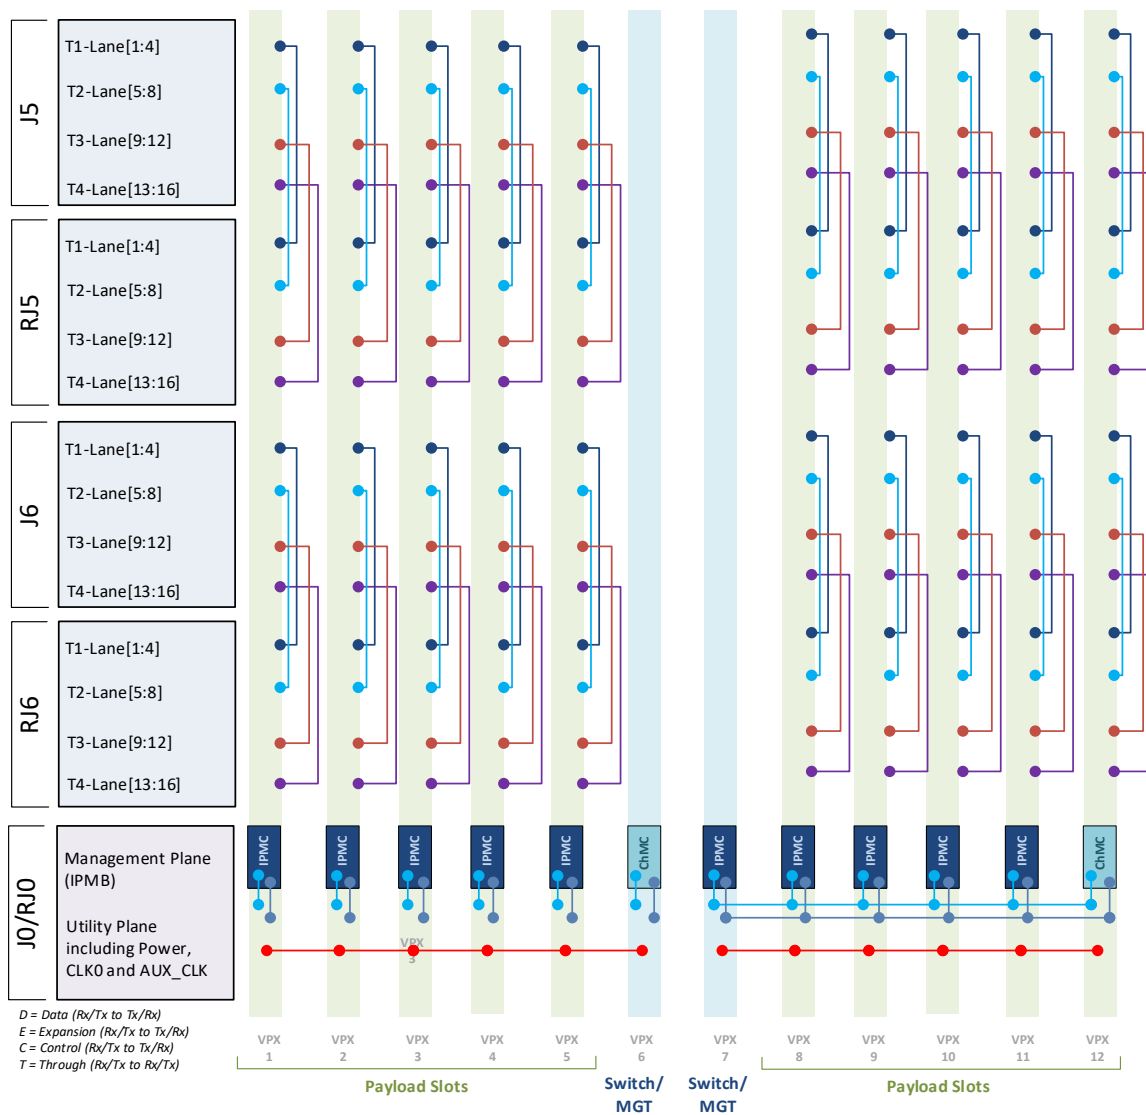 J5
T1-Lane[1:4]
T2-Lane[5:8]
T3-Lane[9:12]
T4-Lane[13:16]
RJ5
T1-Lane[1:4]
T2-Lane[5:8]
T3-Lane[9:12]
T4-Lane[13:16]
J6
T1-Lane[1:4]
T2-Lane[5:8]
T3-Lane[9:12]
T4-Lane[13:16]
RJ6
T1-Lane[1:4]
T2-Lane[5:8]
T3-Lane[9:12]
T4-Lane[13:16]
J0/RJ0
Management Plane
(IPMB)
Utility Plane
including Power,
CLK0 and AUX_CLK
IPMC
IPMC
IPMC
IPMC
IPMC
ChMC
IPMC
IPMC
IPMC
IPMC
IPMC
ChMC
VPX
3
D = Data (Rx/Tx to Tx/Rx)
E = Expansion (Rx/Tx to Tx/Rx)
C = Control (Rx/Tx to Tx/Rx)
T = Through (Rx/Tx to Rx/Tx)
VPX
1
VPX
2
VPX
3
VPX
4
VPX
5
VPX
6
VPX
7
VPX
8
VPX
9
VPX
10
VPX
11
VPX
12
Payload Slots
Switch/
MGT
Switch/
MGT
Payload Slots